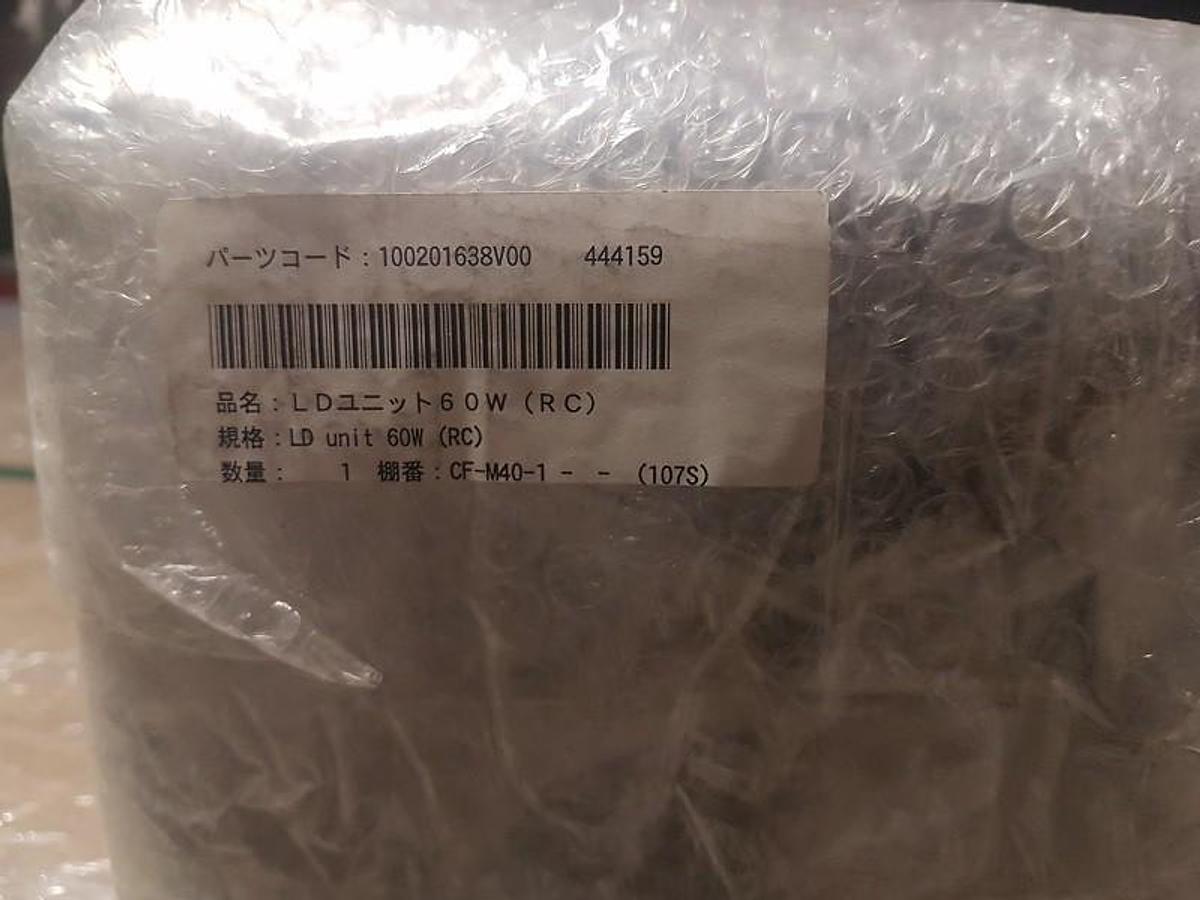 パーツコード：100201638V00 444159
品名：ＬＤユニット６０Ｗ（ＲＣ）
規格：LD unit 60W (RC)
数量： 1 棚番：CF-M40-1 - - (107S)